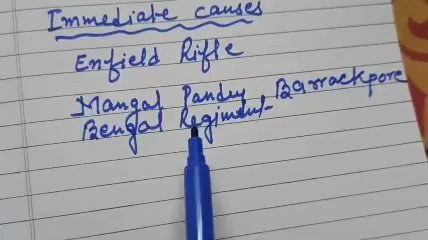 Immediate causes
Enfield Rifle
Mangal Pandey - Barrackpore
Bengal Regiment-